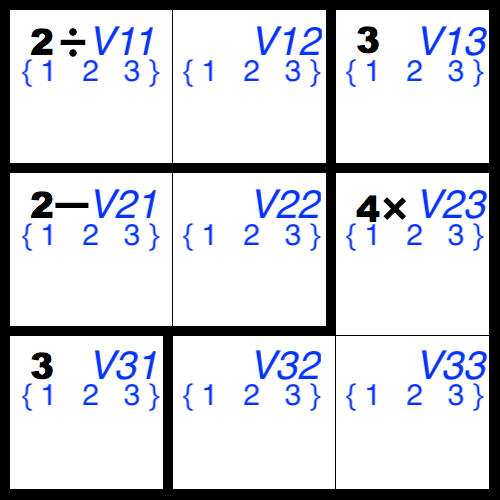 2÷ V11 V12 3 V13
{ 1 2 3 } { 1 2 3 } { 1 2 3 }
2− V21 V22 4× V23
{ 1 2 3 } { 1 2 3 } { 1 2 3 }
3 V31 V32 V33
{ 1 2 3 } { 1 2 3 } { 1 2 3 }